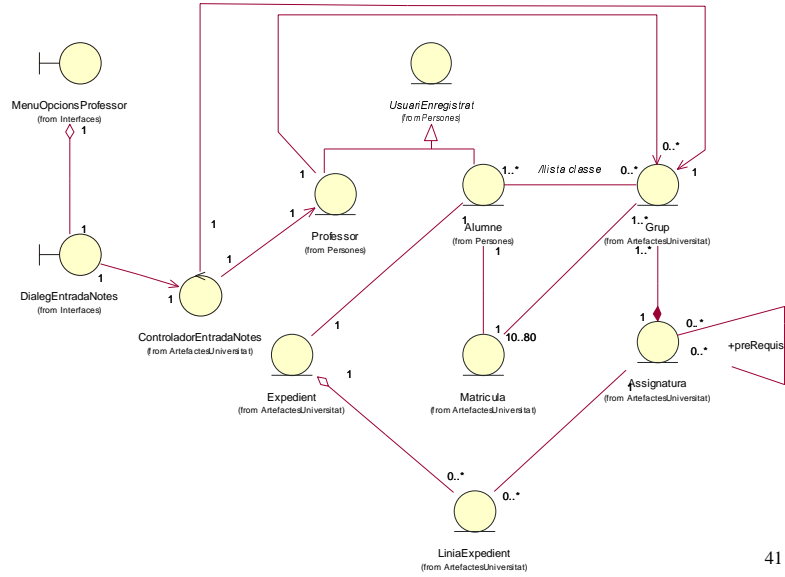 MenuOpcionsProfessor
(from Interfaces)
1
UsuariEnregistrat
(from Persones)
0..*
1
1..*
/llista classe
0..*
1
1
Professor
(from Persones)
1
Alumne
(from Persones)
1..*
Grup
(from ArtefactesUniversitat)
1
1
1
DialegEntradaNotes
(from Interfaces)
1
1
1
1..*
ControladorEntradaNotes
(from ArtefactesUniversitat)
1
1
10..80
1
0..*
+preRequis
0..*
1
Expedient
(from ArtefactesUniversitat)
Matricula
(from ArtefactesUniversitat)
Assignatura
(from ArtefactesUniversitat)
1
0..*
0..*
LiniaExpedient
(from ArtefactesUniversitat)
41